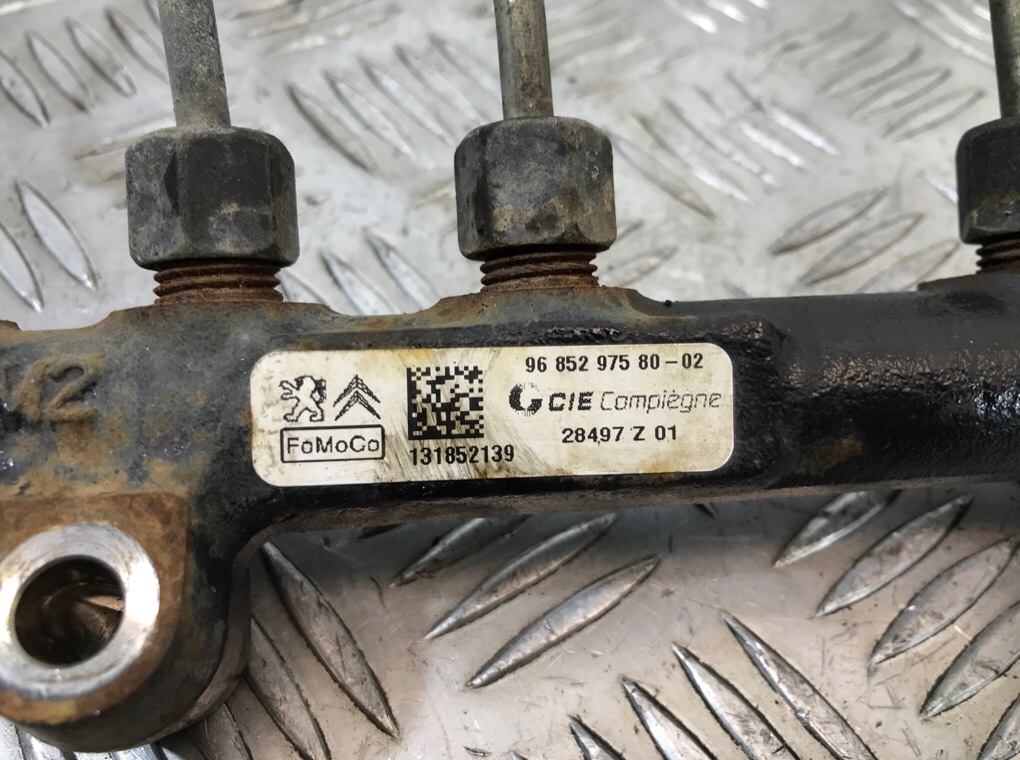 96 852 975 80-02
CIE Compiègne
28497 Z 01
FoMoCo
131852139